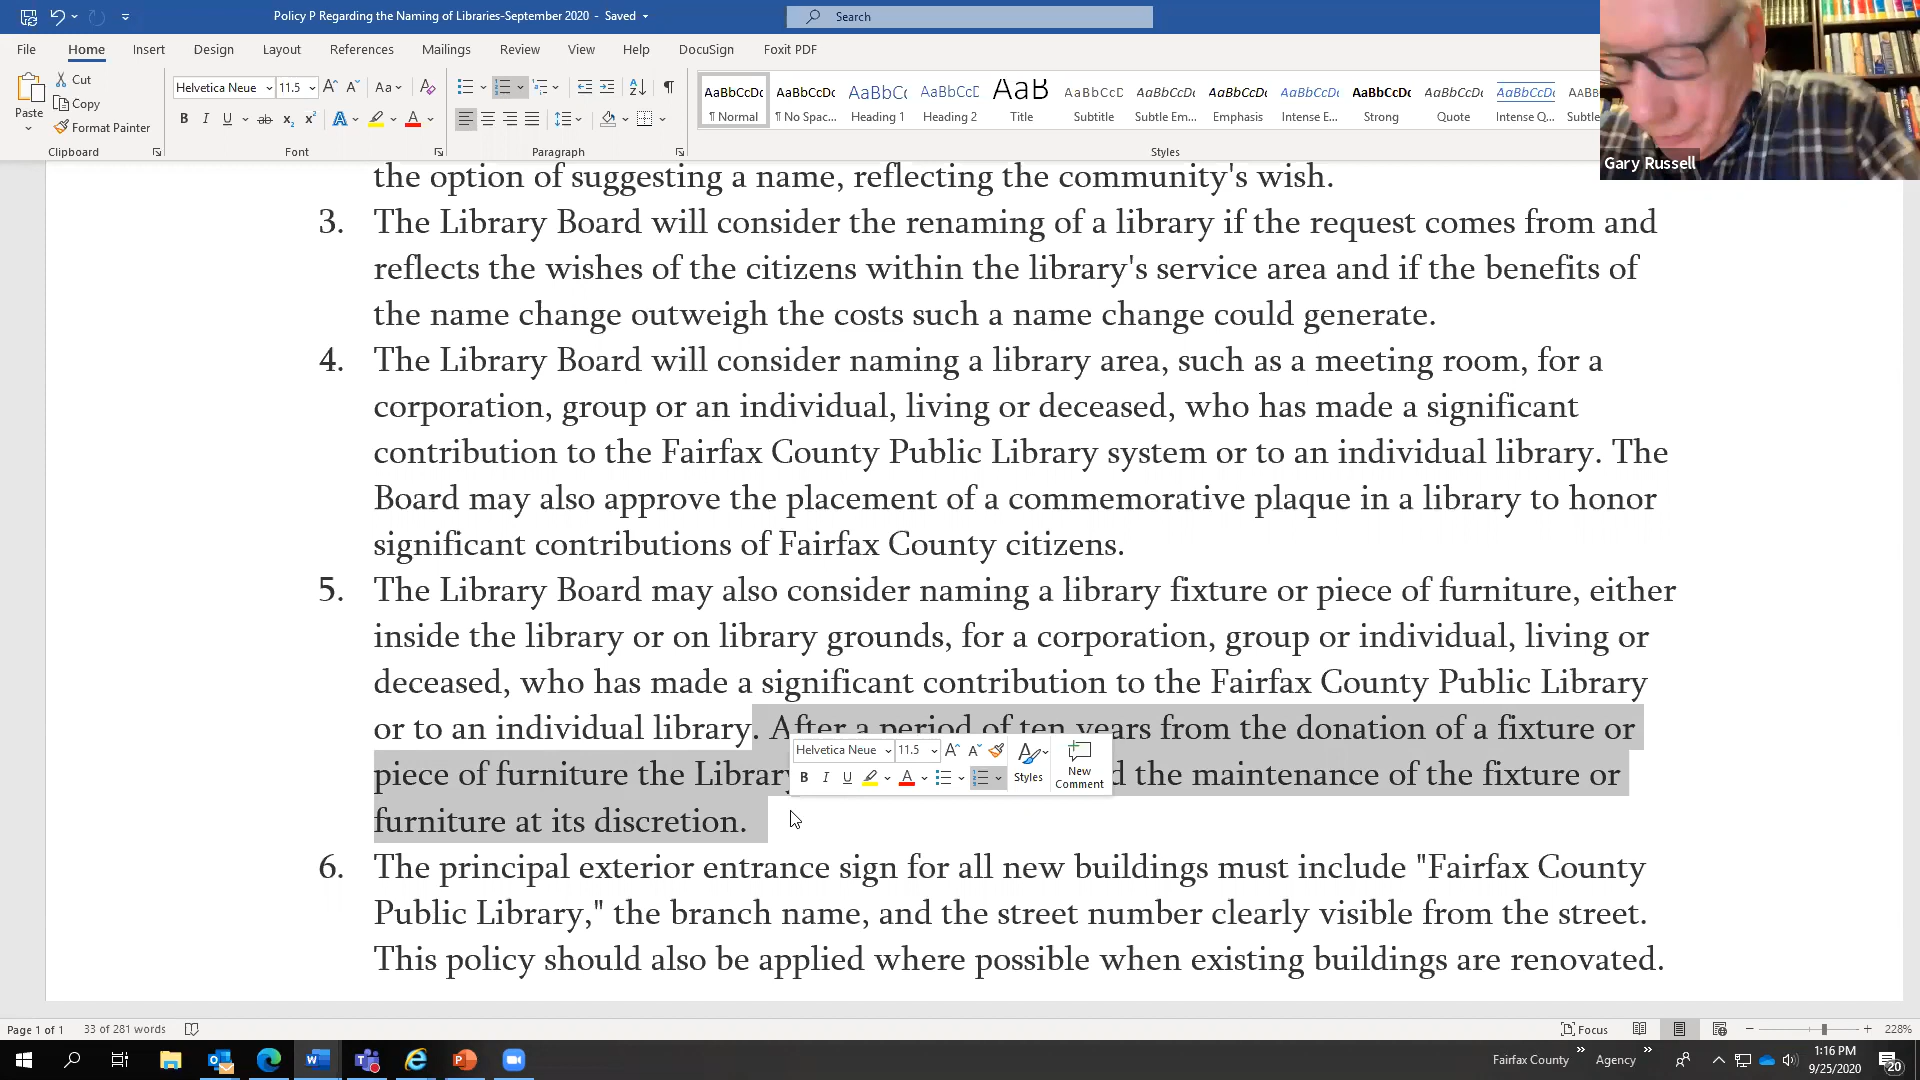 Policy P Regarding the Naming of Libraries-September 2020 - Saved
Search
File Home Insert Design Layout References Mailings Review View Help DocuSign Foxit PDF
Paste
Cut
Copy
Format Painter
Clipboard
Helvetica Neue 11.5
Font
Paragraph
AaBbCcDc AaBbCcDc AaBbCc AaBbCcD AaB AaBbCcD AaBbCcDc AaBbCcDc AaBbCcDc AaBbCcDc AaBbCcDc AaBbCcDc AABB
¶ Normal ¶ No Spac... Heading 1 Heading 2 Title Subtitle Subtle Em... Emphasis Intense E... Strong Quote Intense Q... Subtle
Styles
Gary Russell
the option of suggesting a name, reflecting the community's wish.
3. The Library Board will consider the renaming of a library if the request comes from and
reflects the wishes of the citizens within the library's service area and if the benefits of
the name change outweigh the costs such a name change could generate.
4. The Library Board will consider naming a library area, such as a meeting room, for a
corporation, group or an individual, living or deceased, who has made a significant
contribution to the Fairfax County Public Library system or to an individual library. The
Board may also approve the placement of a commemorative plaque in a library to honor
significant contributions of Fairfax County citizens.
5. The Library Board may also consider naming a library fixture or piece of furniture, either
inside the library or on library grounds, for a corporation, group or individual, living or
deceased, who has made a significant contribution to the Fairfax County Public Library
or to an individual library. After a period of ten years from the donation of a fixture or
piece of furniture the Library d the maintenance of the fixture or
furniture at its discretion.
Helvetica Neue 11.5
Styles
New
Comment
6. The principal exterior entrance sign for all new buildings must include "Fairfax County
Public Library," the branch name, and the street number clearly visible from the street.
This policy should also be applied where possible when existing buildings are renovated.
Page 1 of 1 33 of 281 words
Focus
228%
Fairfax County
Agency
1:16 PM
9/25/2020
20